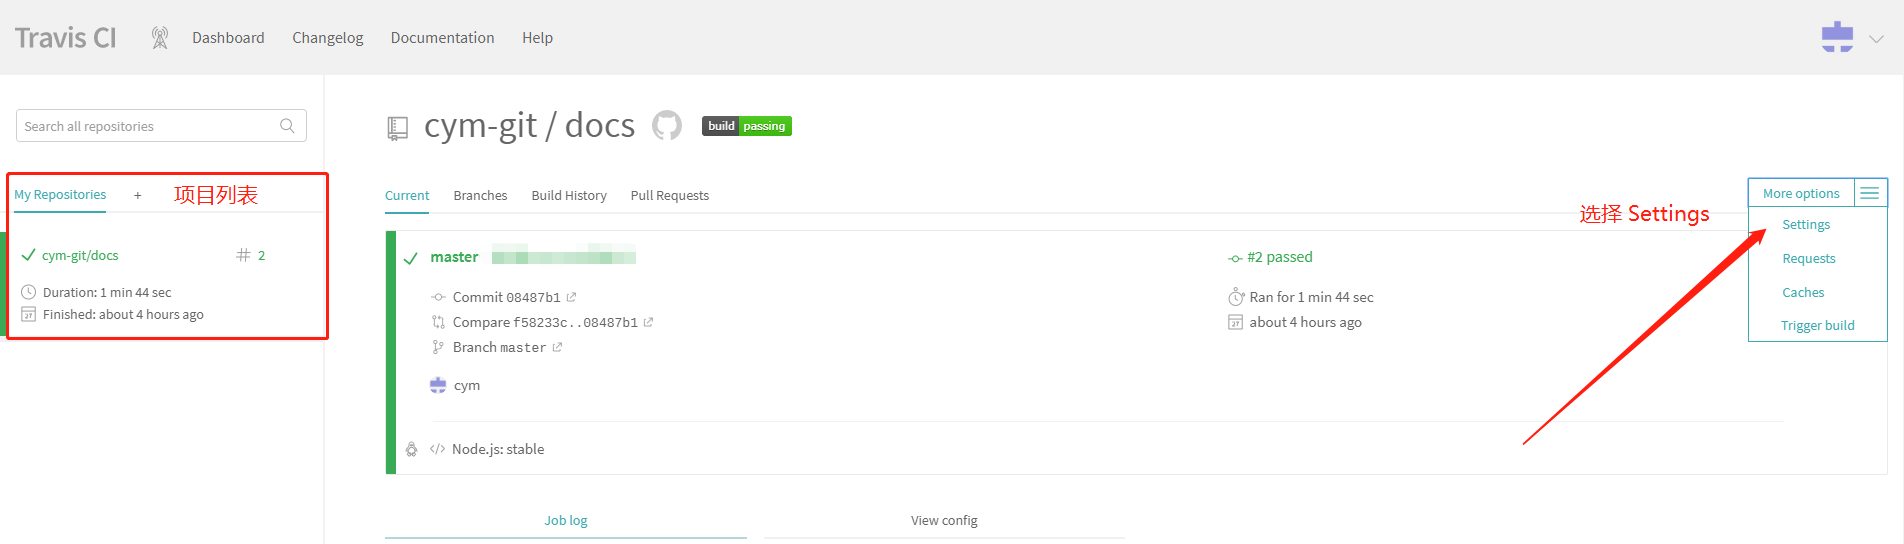 Travis CI Dashboard Changelog Documentation Help
Search all repositories
cym-git / docs build passing
My Repositories + 项目列表
Current Branches Build History Pull Requests
More options
选择 Settings
Settings
Requests
Caches
Trigger build
cym-git/docs # 2
Duration: 1 min 44 sec
Finished: about 4 hours ago
master
#2 passed
Commit 08487b1
Ran for 1 min 44 sec
Compare f58233c..08487b1
about 4 hours ago
Branch master
cym
</> Node.js: stable
Job log View config